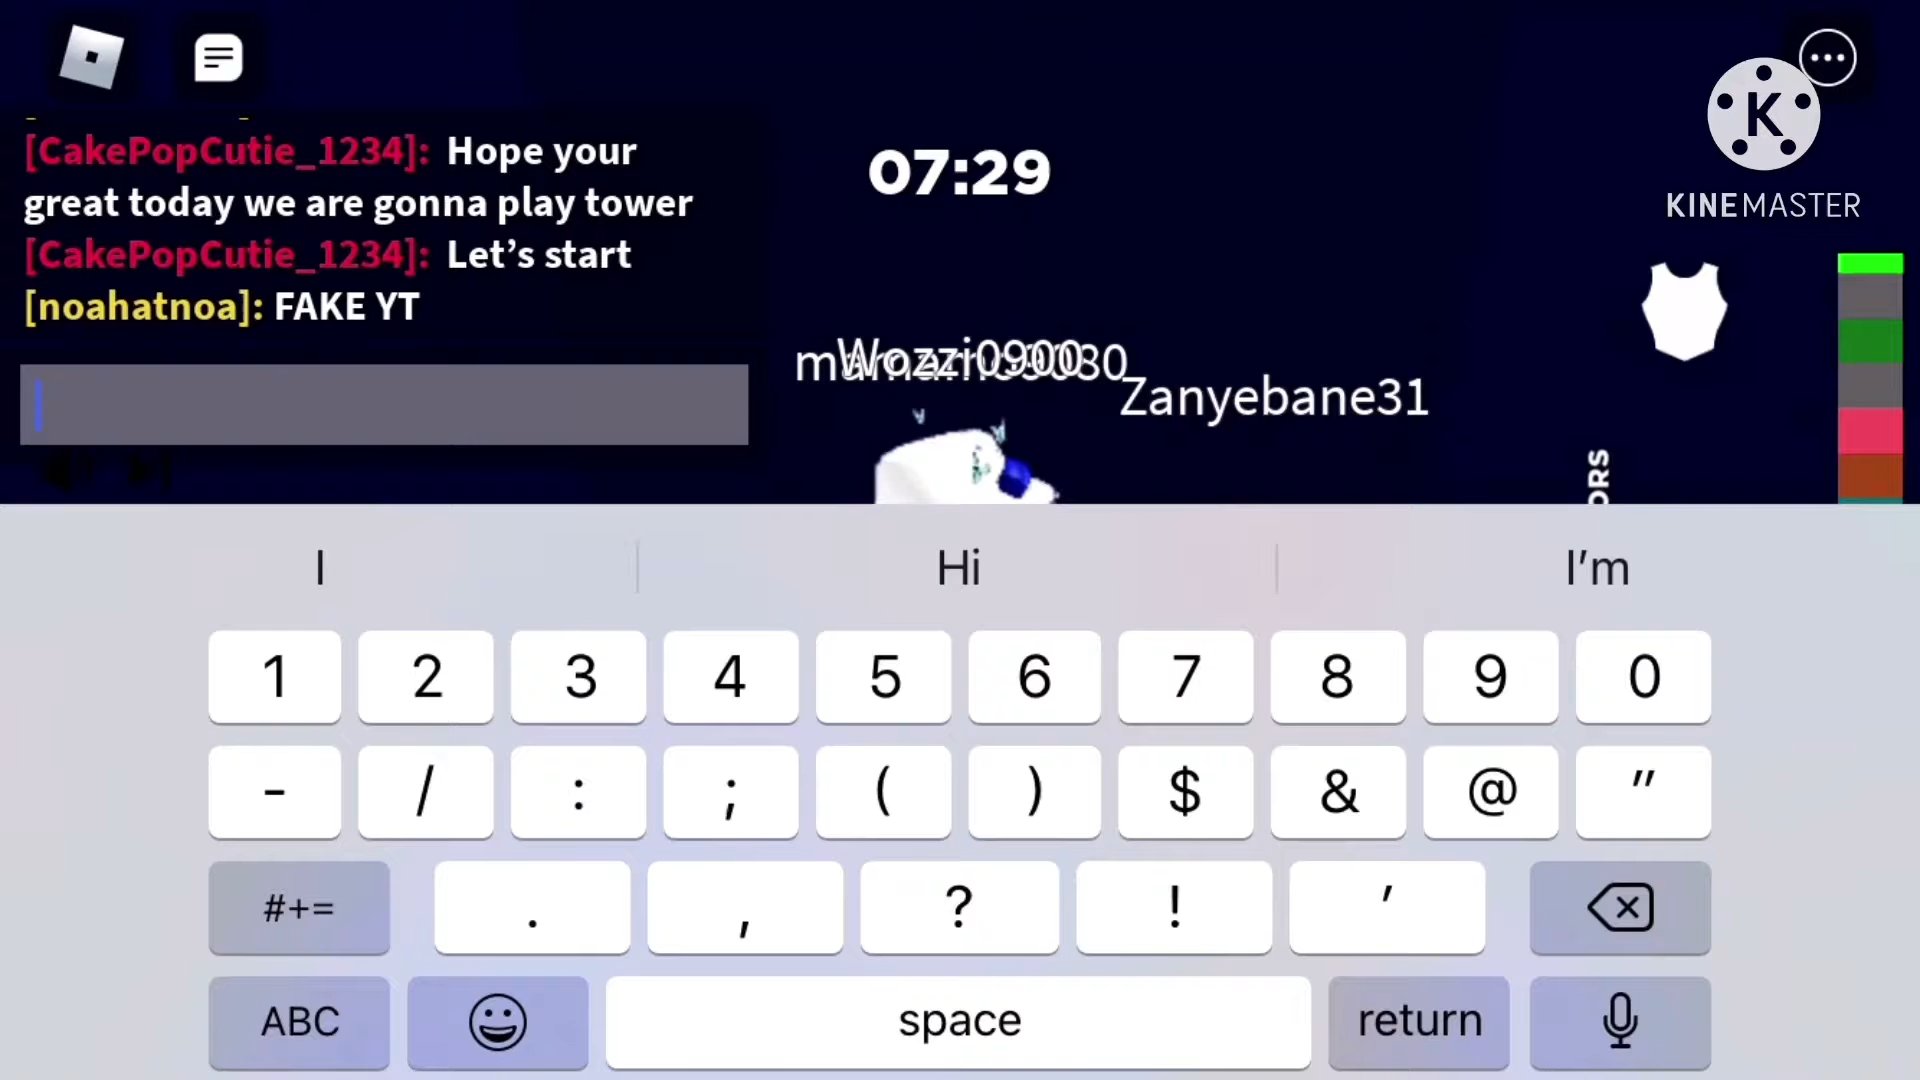 [CakePopCutie_1234]: Hope your
great today we are gonna play tower
[CakePopCutie_1234]: Let’s start
[noahatnoa]: FAKE YT
07:29
K
KINEMASTER
Wozzi0900
Zanyebane31
I
Hi
I’m
1 2 3 4 5 6 7 8 9 0
- / : ; ( ) $ & @ "
#+= . , ? ! '
ABC space return